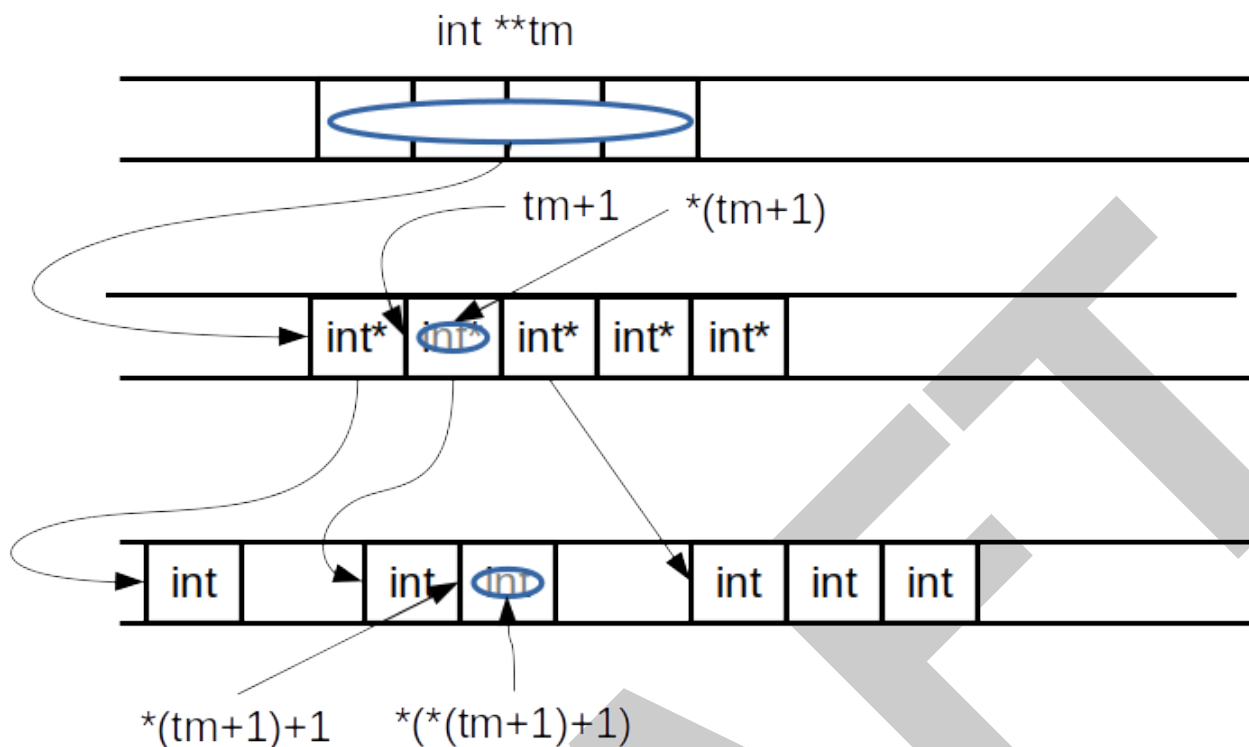 int **tm
tm+1
*(tm+1)
int* int* int* int* int*
int int int int int int
*(tm+1)+1
*(*(tm+1)+1)